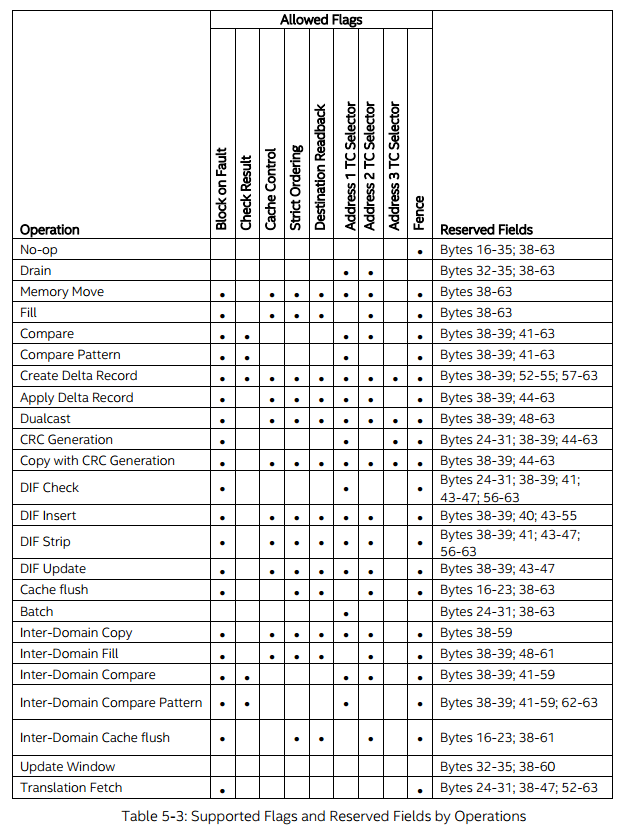 Allowed Flags
Operation
Block on Fault
Check Result
Cache Control
Strict Ordering
Destination Readback
Address 1 TC Selector
Address 2 TC Selector
Address 3 TC Selector
Fence
Reserved Fields
No-op • Bytes 16-35; 38-63
Drain • • Bytes 32-35; 38-63
Memory Move • • • • • • • Bytes 38-63
Fill • • • • • • Bytes 38-63
Compare • • • • • Bytes 38-39; 41-63
Compare Pattern • • • • Bytes 38-39; 41-63
Create Delta Record • • • • • • • • • Bytes 38-39; 52-55; 57-63
Apply Delta Record • • • • • • • Bytes 38-39; 44-63
Dualcast • • • • • • • • Bytes 38-39; 48-63
CRC Generation • • • • Bytes 24-31; 38-39; 44-63
Copy with CRC Generation • • • • • • • • Bytes 38-39; 44-63
DIF Check • • • Bytes 24-31; 38-39; 41;
43-47; 56-63
DIF Insert • • • • • • • Bytes 38-39; 40; 43-55
DIF Strip • • • • • • • Bytes 38-39; 41; 43-47;
56-63
DIF Update • • • • • • • Bytes 38-39; 43-47
Cache flush • • • • • Bytes 16-23; 38-63
Batch • Bytes 24-31; 38-63
Inter-Domain Copy • • • • • • • Bytes 38-59
Inter-Domain Fill • • • • • • Bytes 38-39; 48-61
Inter-Domain Compare • • • • • Bytes 38-39; 41-59
Inter-Domain Compare Pattern • • • • Bytes 38-39; 41-59; 62-63
Inter-Domain Cache flush • • • • • Bytes 16-23; 38-61
Update Window Bytes 32-35; 38-60
Translation Fetch • • Bytes 24-31; 38-47; 52-63
Table 5-3: Supported Flags and Reserved Fields by Operations